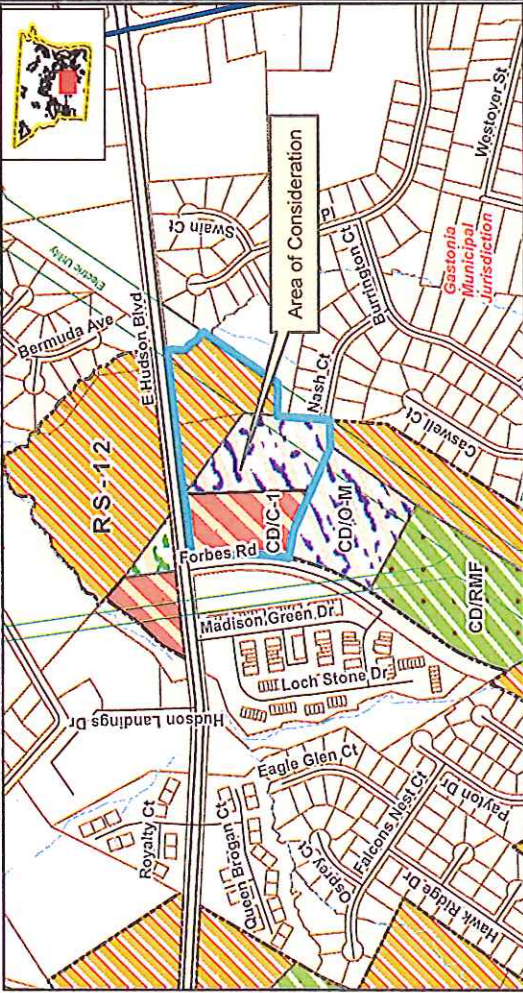 Bermuda Ave
Electric Utility
E Hudson Blvd
RS-12
Swain Ct
Pl
Area of Consideration
Westover St
Gastonia
Municipal
Jurisdiction
Burrington Ct
Nash Ct
Caswell Ct
CD/C-1
CD/O-M
CD/RMF
Forbes Rd
Madison Green Dr
Loch Stone Dr
Hudson Landings Dr
Eagle Glen Ct
Royalty Ct
Queen Brogan Ct
Osprey Ct
Falcons Nest Ct
Payton Dr
Hawk Ridge Dr